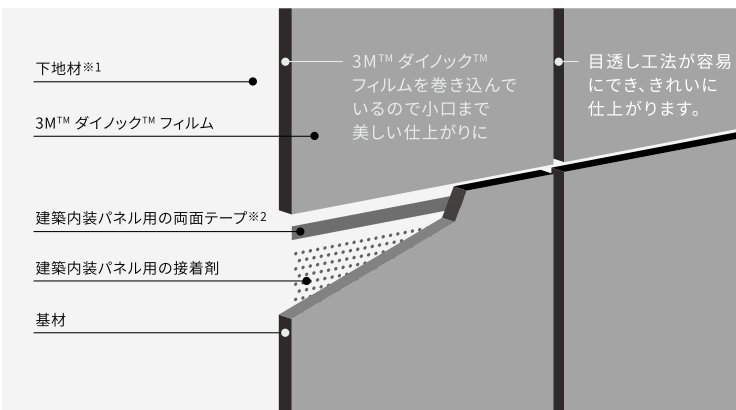 下地材※1
3M™ ダイノック™ フィルム
建築内装パネル用の両面テープ※2
建築内装パネル用の接着剤
基材
3M™ ダイノック™
フィルムを巻き込んで
いるので小口まで
美しい仕上がりに
目透し工法が容易
にでき、きれいに
仕上がります。